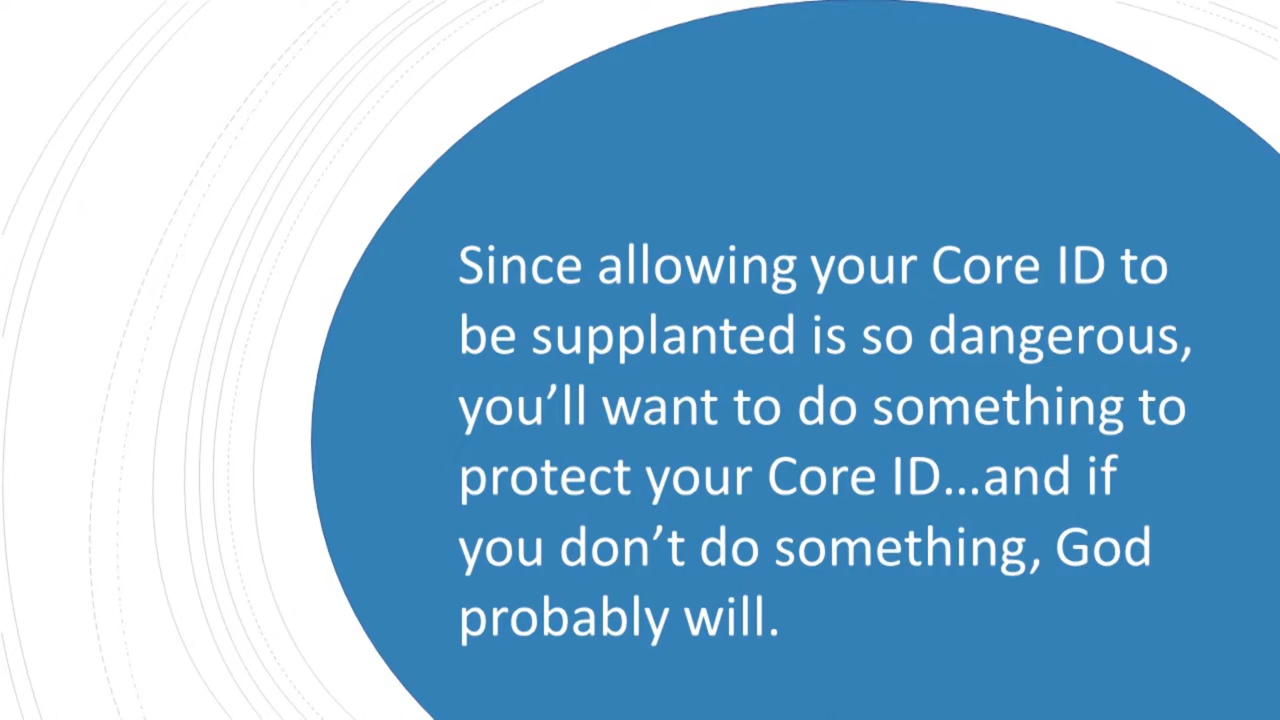 Since allowing your Core ID to
be supplanted is so dangerous,
you’ll want to do something to
protect your Core ID…and if
you don’t do something, God
probably will.